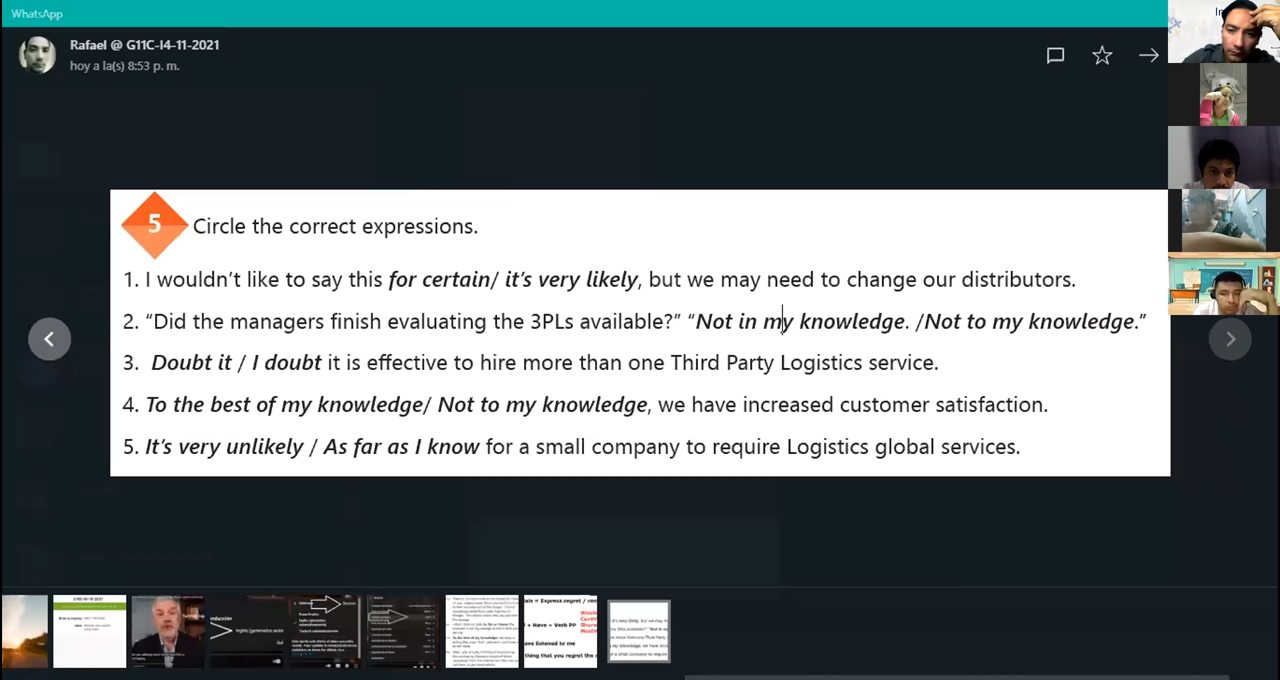 WhatsApp
Rafael @ G11C-I4-11-2021
hoy a la(s) 8:53 p. m.
5 Circle the correct expressions.
1. I wouldn’t like to say this for certain/ it’s very likely, but we may need to change our distributors.
2. “Did the managers finish evaluating the 3PLs available?” “Not in my knowledge. /Not to my knowledge.”
3. Doubt it / I doubt it is effective to hire more than one Third Party Logistics service.
4. To the best of my knowledge/ Not to my knowledge, we have increased customer satisfaction.
5. It’s very unlikely / As far as I know for a small company to require Logistics global services.